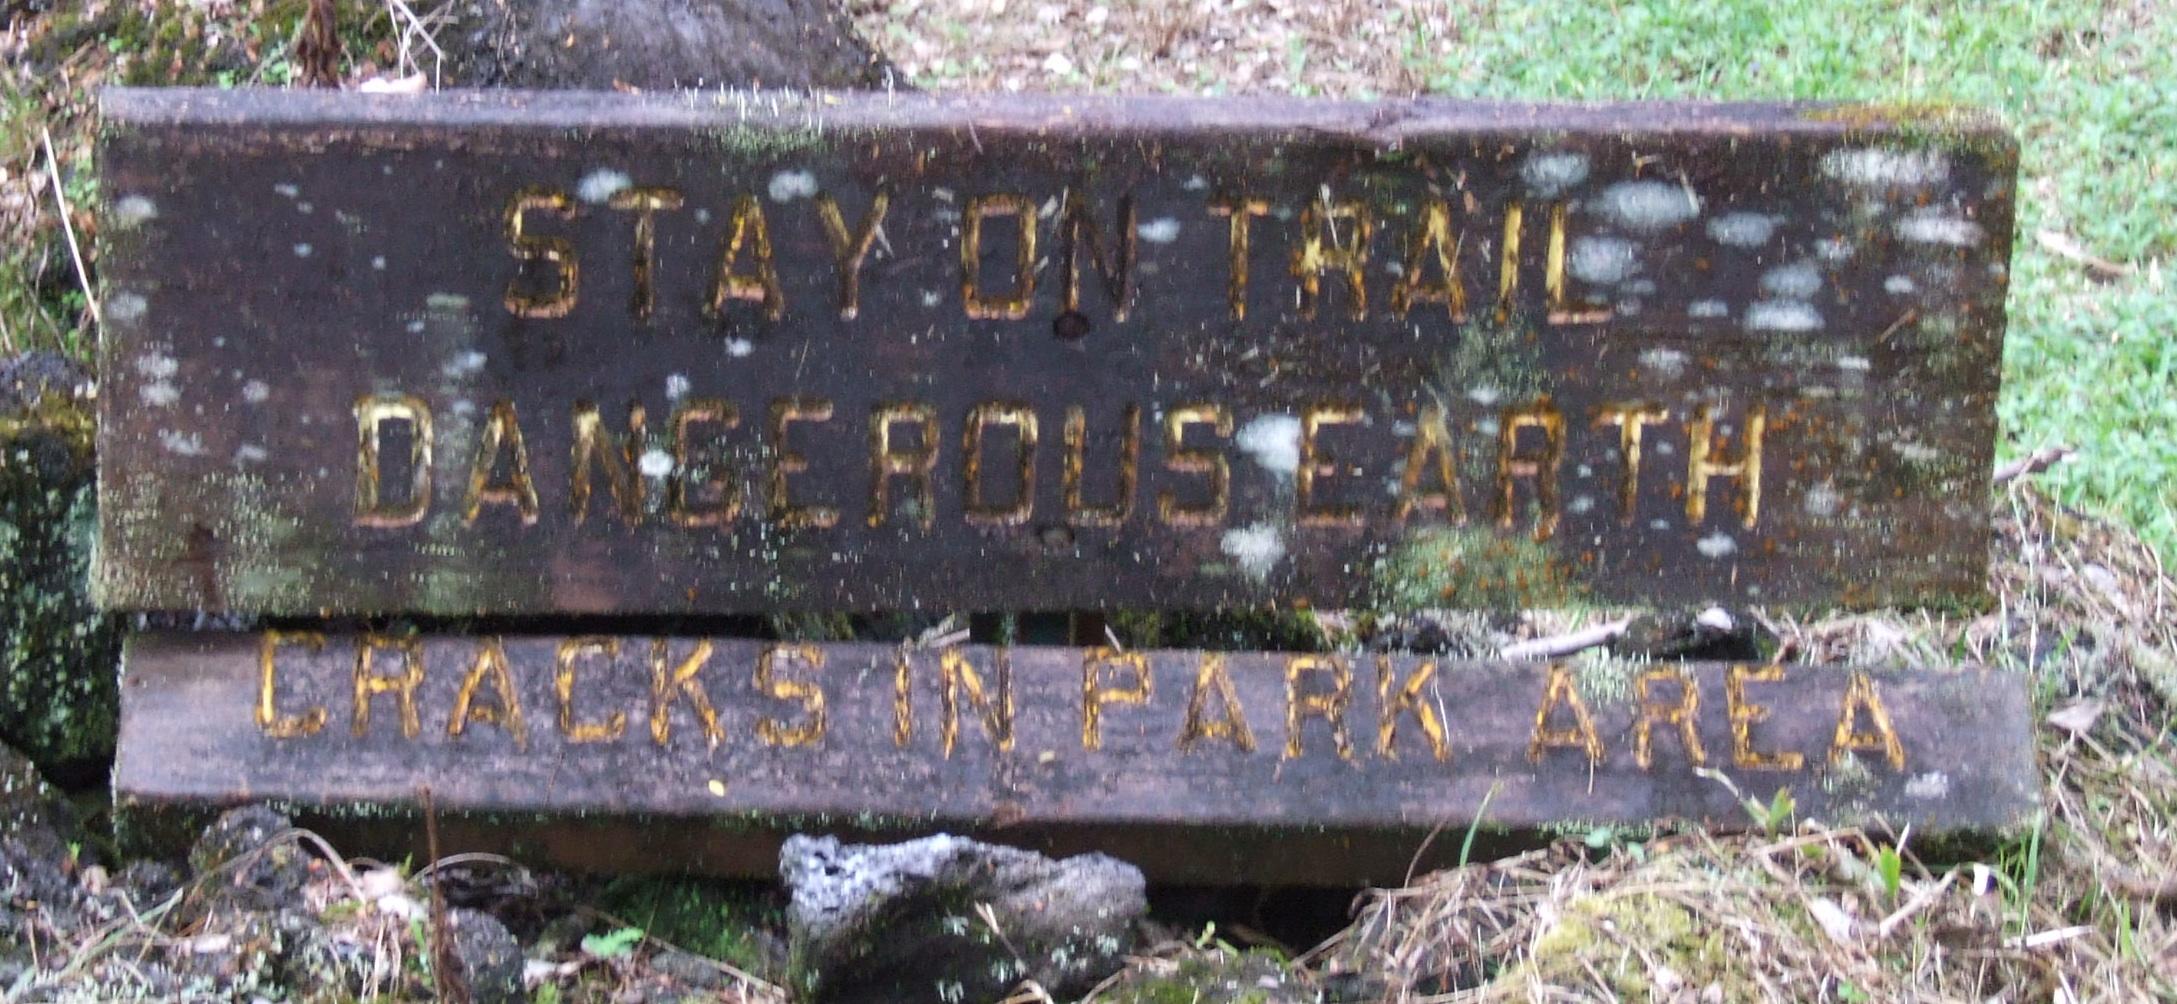 STAY ON TRAIL
DANGEROUS EARTH
CRACKS IN PARK AREA